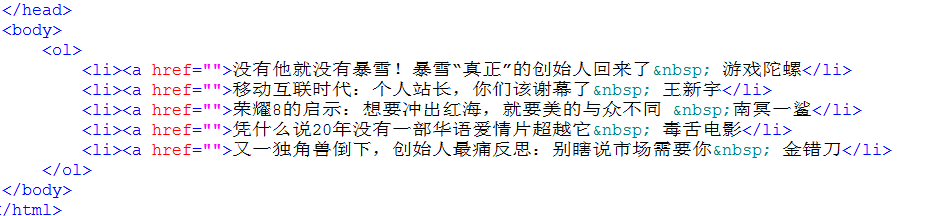 </head>
<body>
<ol>
<li><a href="">没有他就没有暴雪！暴雪“真正”的创始人回来了&nbsp; 游戏陀螺</li>
<li><a href="">移动互联时代：个人站长，你们该谢幕了&nbsp; 王新宇</li>
<li><a href="">荣耀8的启示：想要冲出红海，就要美的与众不同 &nbsp;南冥一鲨</li>
<li><a href="">凭什么说20年没有一部华语爱情片超越它&nbsp; 毒舌电影</li>
<li><a href="">又一独角兽倒下，创始人最痛反思：别瞎说市场需要你&nbsp; 金错刀</li>
</ol>
</body>
</html>